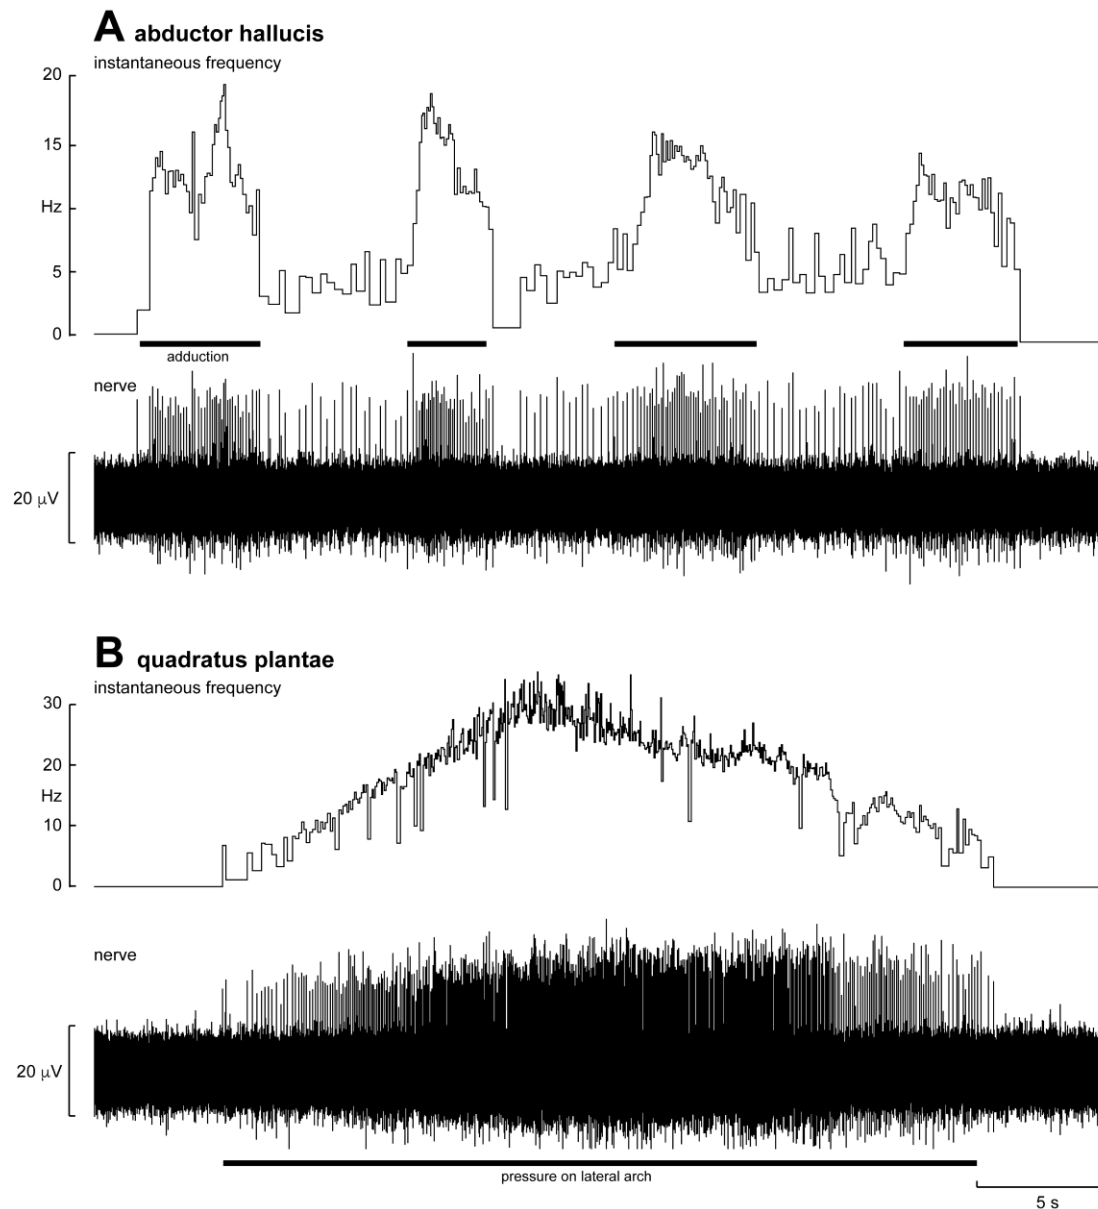 A abductor hallucis
instantaneous frequency
20
15
Hz
10
5
0
adduction
nerve
20 μV
B quadratus plantae
instantaneous frequency
30
20
Hz
10
0
nerve
20 μV
pressure on lateral arch
5 s